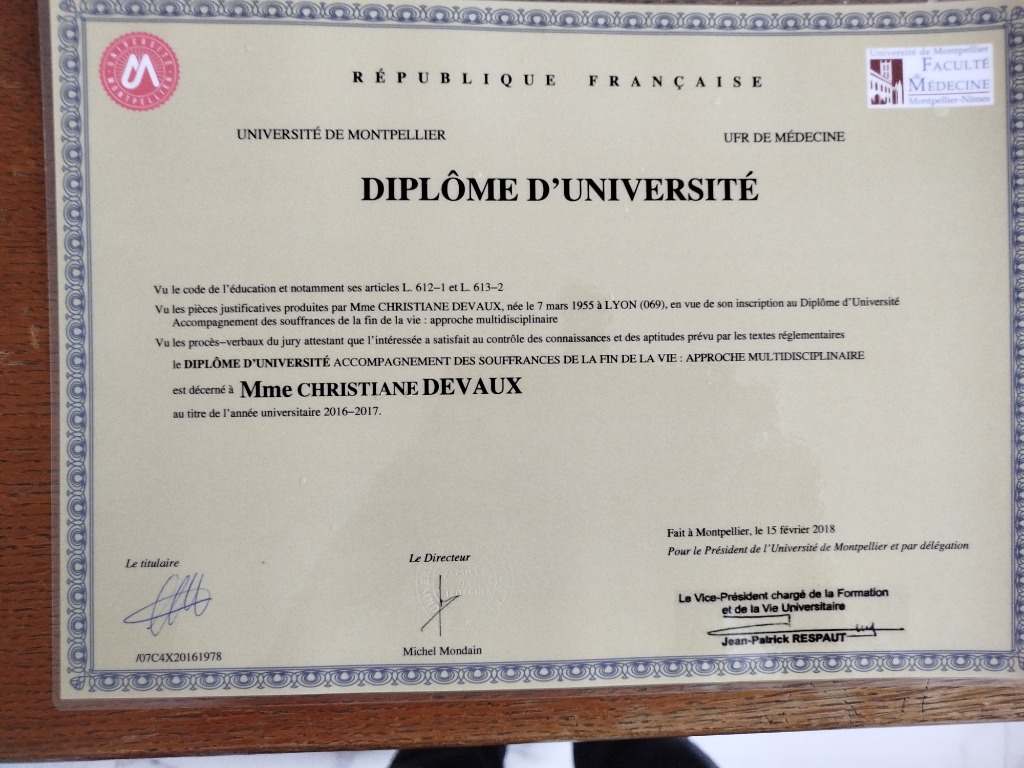 RÉPUBLIQUE FRANÇAISE
UNIVERSITÉ MONTPELLIER
Université de Montpellier
FACULTÉ
de
MÉDECINE
Montpellier-Nîmes
UNIVERSITÉ DE MONTPELLIER
UFR DE MÉDECINE
DIPLÔME D'UNIVERSITÉ
Vu le code de l'éducation et notamment ses articles L. 612–1 et L. 613–2
Vu les pièces justificatives produites par Mme CHRISTIANE DEVAUX, née le 7 mars 1955 à LYON (069), en vue de son inscription au Diplôme d'Université
Accompagnement des souffrances de la fin de la vie : approche multidisciplinaire
Vu les procès–verbaux du jury attestant que l'intéressée a satisfait au contrôle des connaissances et des aptitudes prévu par les textes réglementaires
le DIPLÔME D'UNIVERSITÉ ACCOMPAGNEMENT DES SOUFFRANCES DE LA FIN DE LA VIE : APPROCHE MULTIDISCIPLINAIRE
est décerné à Mme CHRISTIANE DEVAUX
au titre de l'année universitaire 2016–2017.
Fait à Montpellier, le 15 février 2018
Pour le Président de l'Université de Montpellier et par délégation
Le titulaire
Le Directeur
Le Vice-Président chargé de la Formation
et de la Vie Universitaire
Jean-Patrick RESPAUT
Michel Mondain
/07C4X20161978